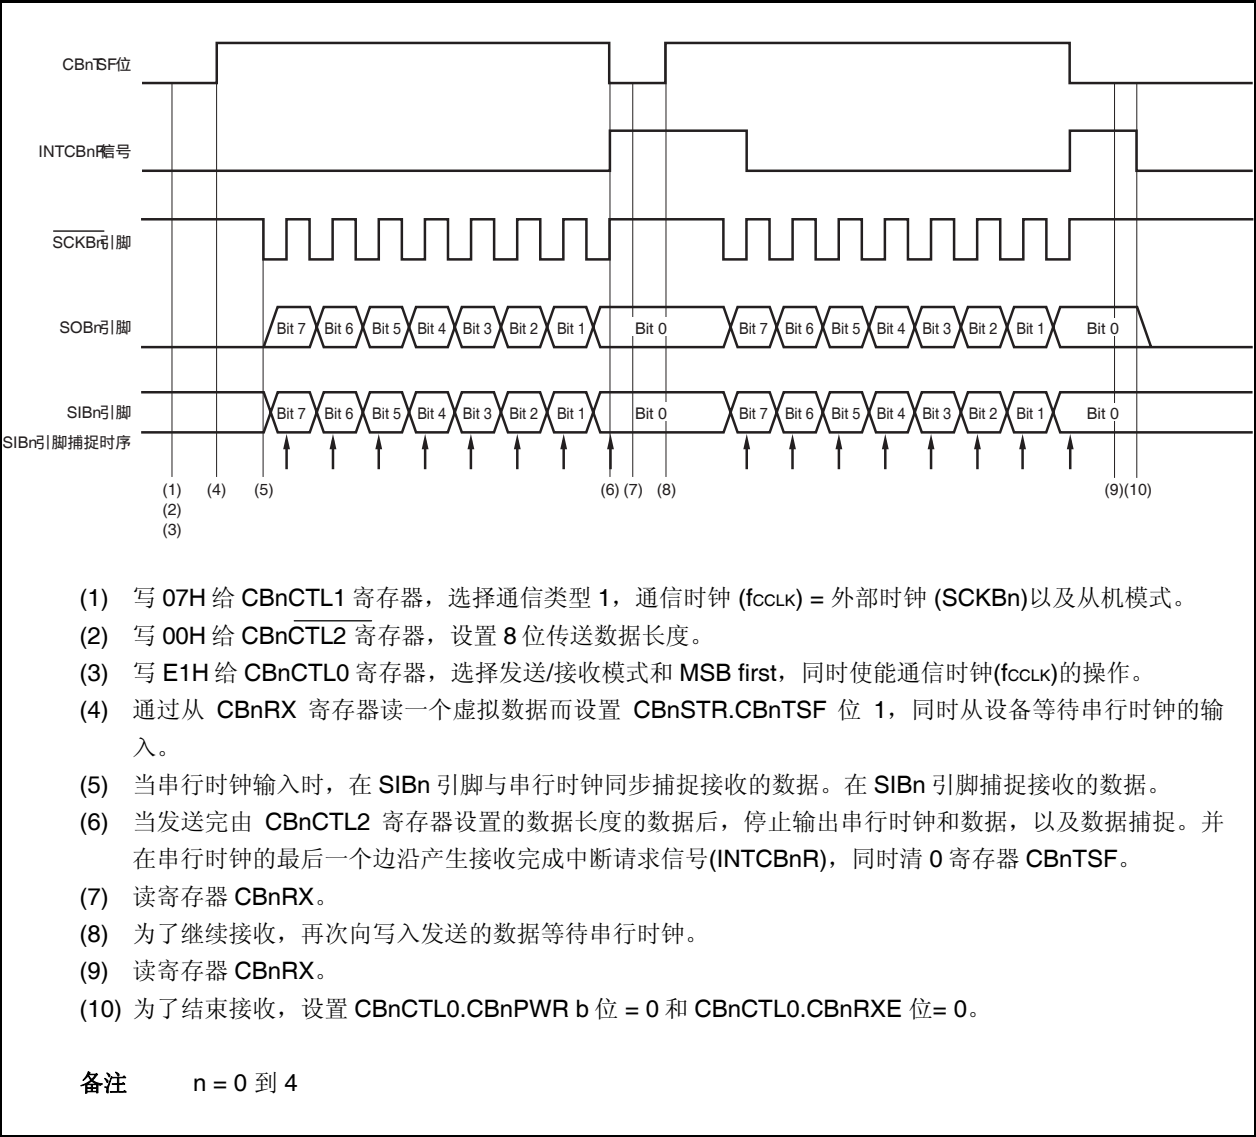 CBnTSF位
INTCBnR信号
SCKBn引脚
SOBn引脚
Bit 7 Bit 6 Bit 5 Bit 4 Bit 3 Bit 2 Bit 1 Bit 0 Bit 7 Bit 6 Bit 5 Bit 4 Bit 3 Bit 2 Bit 1 Bit 0
SIBn引脚
Bit 7 Bit 6 Bit 5 Bit 4 Bit 3 Bit 2 Bit 1 Bit 0 Bit 7 Bit 6 Bit 5 Bit 4 Bit 3 Bit 2 Bit 1 Bit 0
SIBn引脚捕捉时序
(1) (4) (5) (6) (7) (8) (9)(10)
(2)
(3)
(1) 写 07H 给 CBnCTL1 寄存器，选择通信类型 1，通信时钟 (fCCLK) = 外部时钟 (SCKBn)以及从机模式。
(2) 写 00H 给 CBnCTL2 寄存器，设置 8 位传送数据长度。
(3) 写 E1H 给 CBnCTL0 寄存器，选择发送/接收模式和 MSB first，同时使能通信时钟(fCCLK)的操作。
(4) 通过从 CBnRX 寄存器读一个虚拟数据而设置 CBnSTR.CBnTSF 位 1，同时从设备等待串行时钟的输
入。
(5) 当串行时钟输入时，在 SIBn 引脚与串行时钟同步捕捉接收的数据。在 SIBn 引脚捕捉接收的数据。
(6) 当发送完由 CBnCTL2 寄存器设置的数据长度的数据后，停止输出串行时钟和数据，以及数据捕捉。并
在串行时钟的最后一个边沿产生接收完成中断请求信号(INTCBnR)，同时清 0 寄存器 CBnTSF。
(7) 读寄存器 CBnRX。
(8) 为了继续接收，再次向写入发送的数据等待串行时钟。
(9) 读寄存器 CBnRX。
(10) 为了结束接收，设置 CBnCTL0.CBnPWR b 位 = 0 和 CBnCTL0.CBnRXE 位= 0。
备注 n = 0 到 4